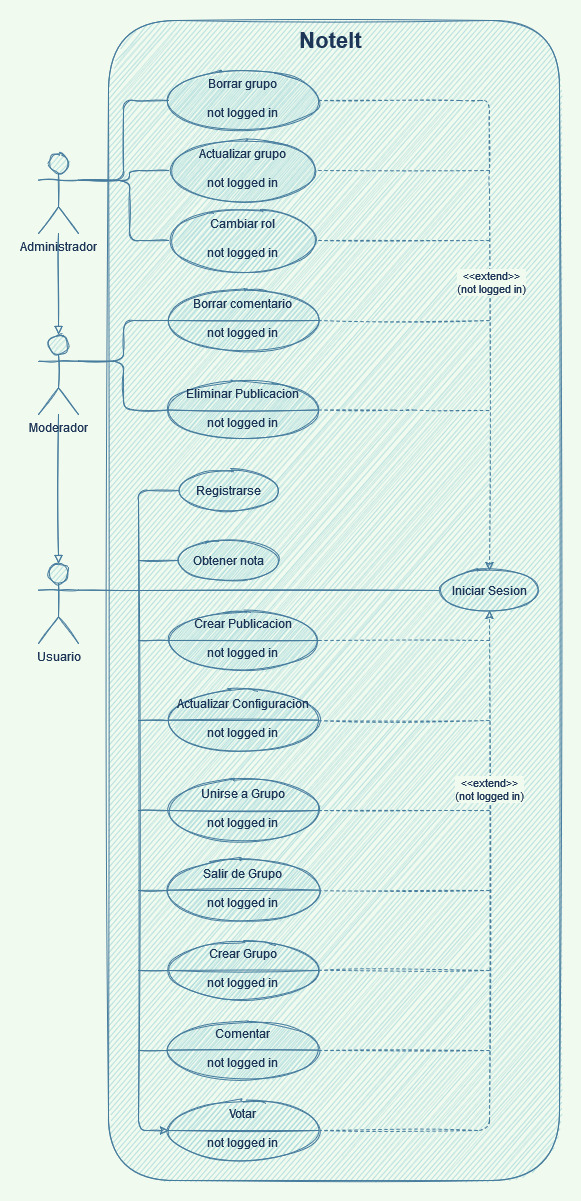 NoteIt
Borrar grupo
not logged in
Actualizar grupo
not logged in
Administrador
Cambiar rol
not logged in
<<extend>>
(not logged in)
Borrar comentario
not logged in
Eliminar Publicacion
not logged in
Moderador
Registrarse
Obtener nota
Iniciar Sesion
Crear Publicacion
not logged in
Usuario
Actualizar Configuracion
not logged in
<<extend>>
(not logged in)
Unirse a Grupo
not logged in
Salir de Grupo
not logged in
Crear Grupo
not logged in
Comentar
not logged in
Votar
not logged in